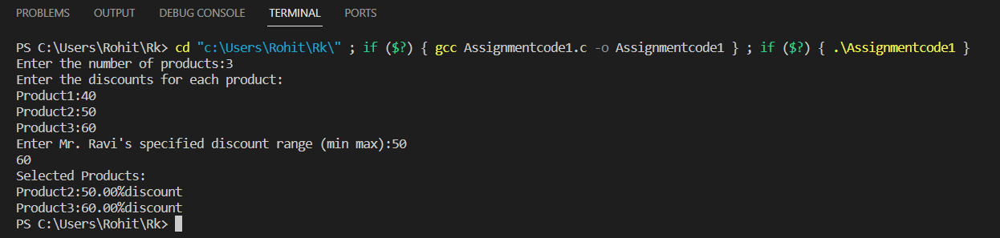 PROBLEMS OUTPUT DEBUG CONSOLE TERMINAL PORTS
PS C:\Users\Rohit\Rk> cd "c:\Users\Rohit\Rk\" ; if ($?) { gcc Assignmentcode1.c -o Assignmentcode1 } ; if ($?) { .\Assignmentcode1 }
Enter the number of products:3
Enter the discounts for each product:
Product1:40
Product2:50
Product3:60
Enter Mr. Ravi's specified discount range (min max):50
60
Selected Products:
Product2:50.00%discount
Product3:60.00%discount
PS C:\Users\Rohit\Rk>